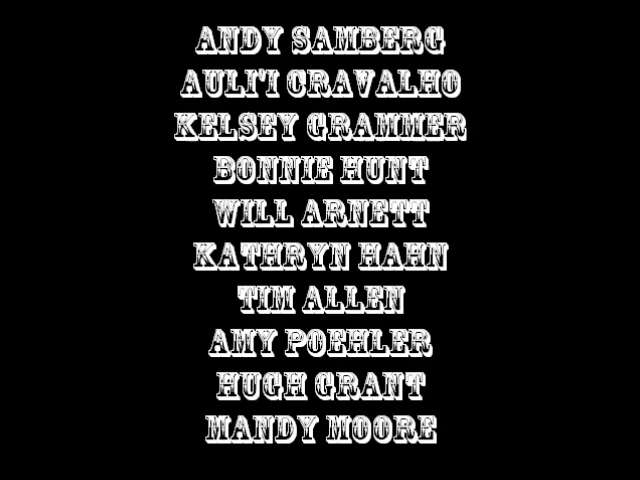 ANDY SAMBERG
AULI'I CRAVALHO
KELSEY GRAMMER
BONNIE HUNT
WILL ARNETT
KATHRYN HAHN
TIM ALLEN
AMY POEHLER
HUGH GRANT
MANDY MOORE